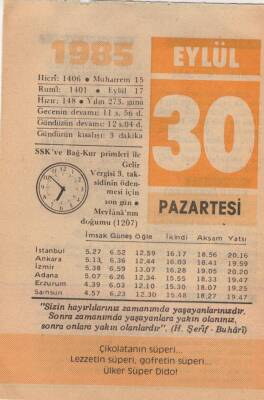 1985
Hicrî: 1406 • Muharrem 15
Rumî: 1401 • Eylül 17
Hızır: 148 • Yılın 273. günü
Gecenin devamı: 11 s. 56 d.
Gündüzün devamı: 12 s.04 d.
Gündüzün kısalışı: 3 dakika
SSK've Bağ-Kur primleri ile
Gelir
Vergisi 3. tak-
sidinin öden-
mesi için
son gün •
Mevlânâ'nın
doğumu (1207)
EYLÜL
30
PAZARTESİ
İmsak Güneş Öğle İkindi Akşam Yatsı
İstanbul 5.27 6.52 12.59 16.17 18.56 20.16
Ankara 5.13 6.36 12.44 16.03 18.41 19.59
İzmir 5.38 6.59 13.07 16.28 19.05 20.20
Adana 5.07 6.26 12.34 15.55 18.33 19.47
Erzurum 4.39 6.03 12.10 15.30 18.07 19.25
Samsun 4.57 6.23 12.30 15.48 18.27 19.47
"Sizin hayırlılarınız zamanımda yaşayanlarınızdır.
Sonra zamanımda yaşayanlara yakın olanınız,
sonra onlara yakın olanlardır". (H. Şerif - Buhârî)
Çikolatanın süperi...
Lezzetin süperi, gofretin süperi...
Ülker Süper Dido!